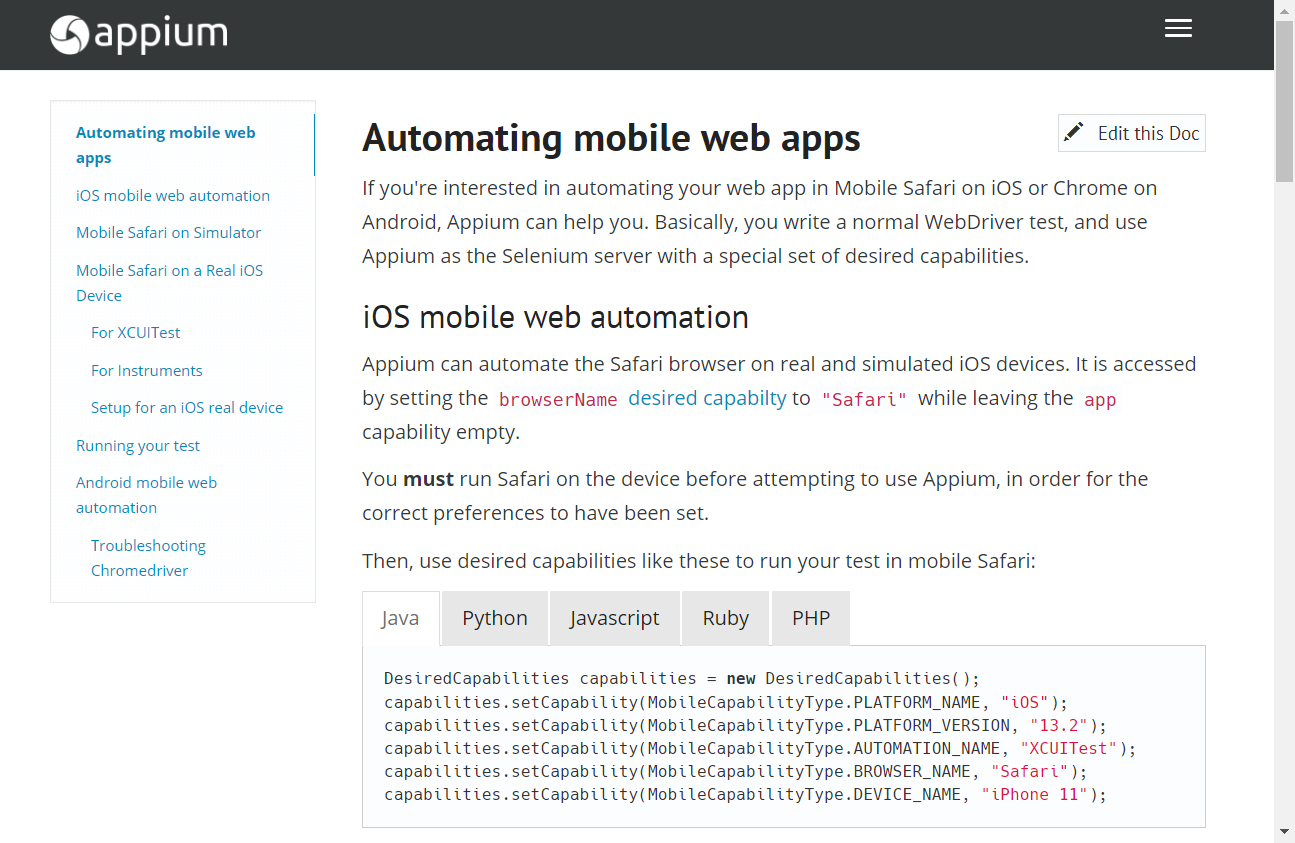 appium
Automating mobile web
apps
iOS mobile web automation
Mobile Safari on Simulator
Mobile Safari on a Real iOS
Device
For XCUITest
For Instruments
Setup for an iOS real device
Running your test
Android mobile web
automation
Troubleshooting
Chromedriver
Automating mobile web apps
Edit this Doc
If you're interested in automating your web app in Mobile Safari on iOS or Chrome on
Android, Appium can help you. Basically, you write a normal WebDriver test, and use
Appium as the Selenium server with a special set of desired capabilities.
iOS mobile web automation
Appium can automate the Safari browser on real and simulated iOS devices. It is accessed
by setting the browserName desired capabilty to "Safari" while leaving the app
capability empty.
You must run Safari on the device before attempting to use Appium, in order for the
correct preferences to have been set.
Then, use desired capabilities like these to run your test in mobile Safari:
Java Python Javascript Ruby PHP
DesiredCapabilities capabilities = new DesiredCapabilities();
capabilities.setCapability(MobileCapabilityType.PLATFORM_NAME, "iOS");
capabilities.setCapability(MobileCapabilityType.PLATFORM_VERSION, "13.2");
capabilities.setCapability(MobileCapabilityType.AUTOMATION_NAME, "XCUITest");
capabilities.setCapability(MobileCapabilityType.BROWSER_NAME, "Safari");
capabilities.setCapability(MobileCapabilityType.DEVICE_NAME, "iPhone 11");